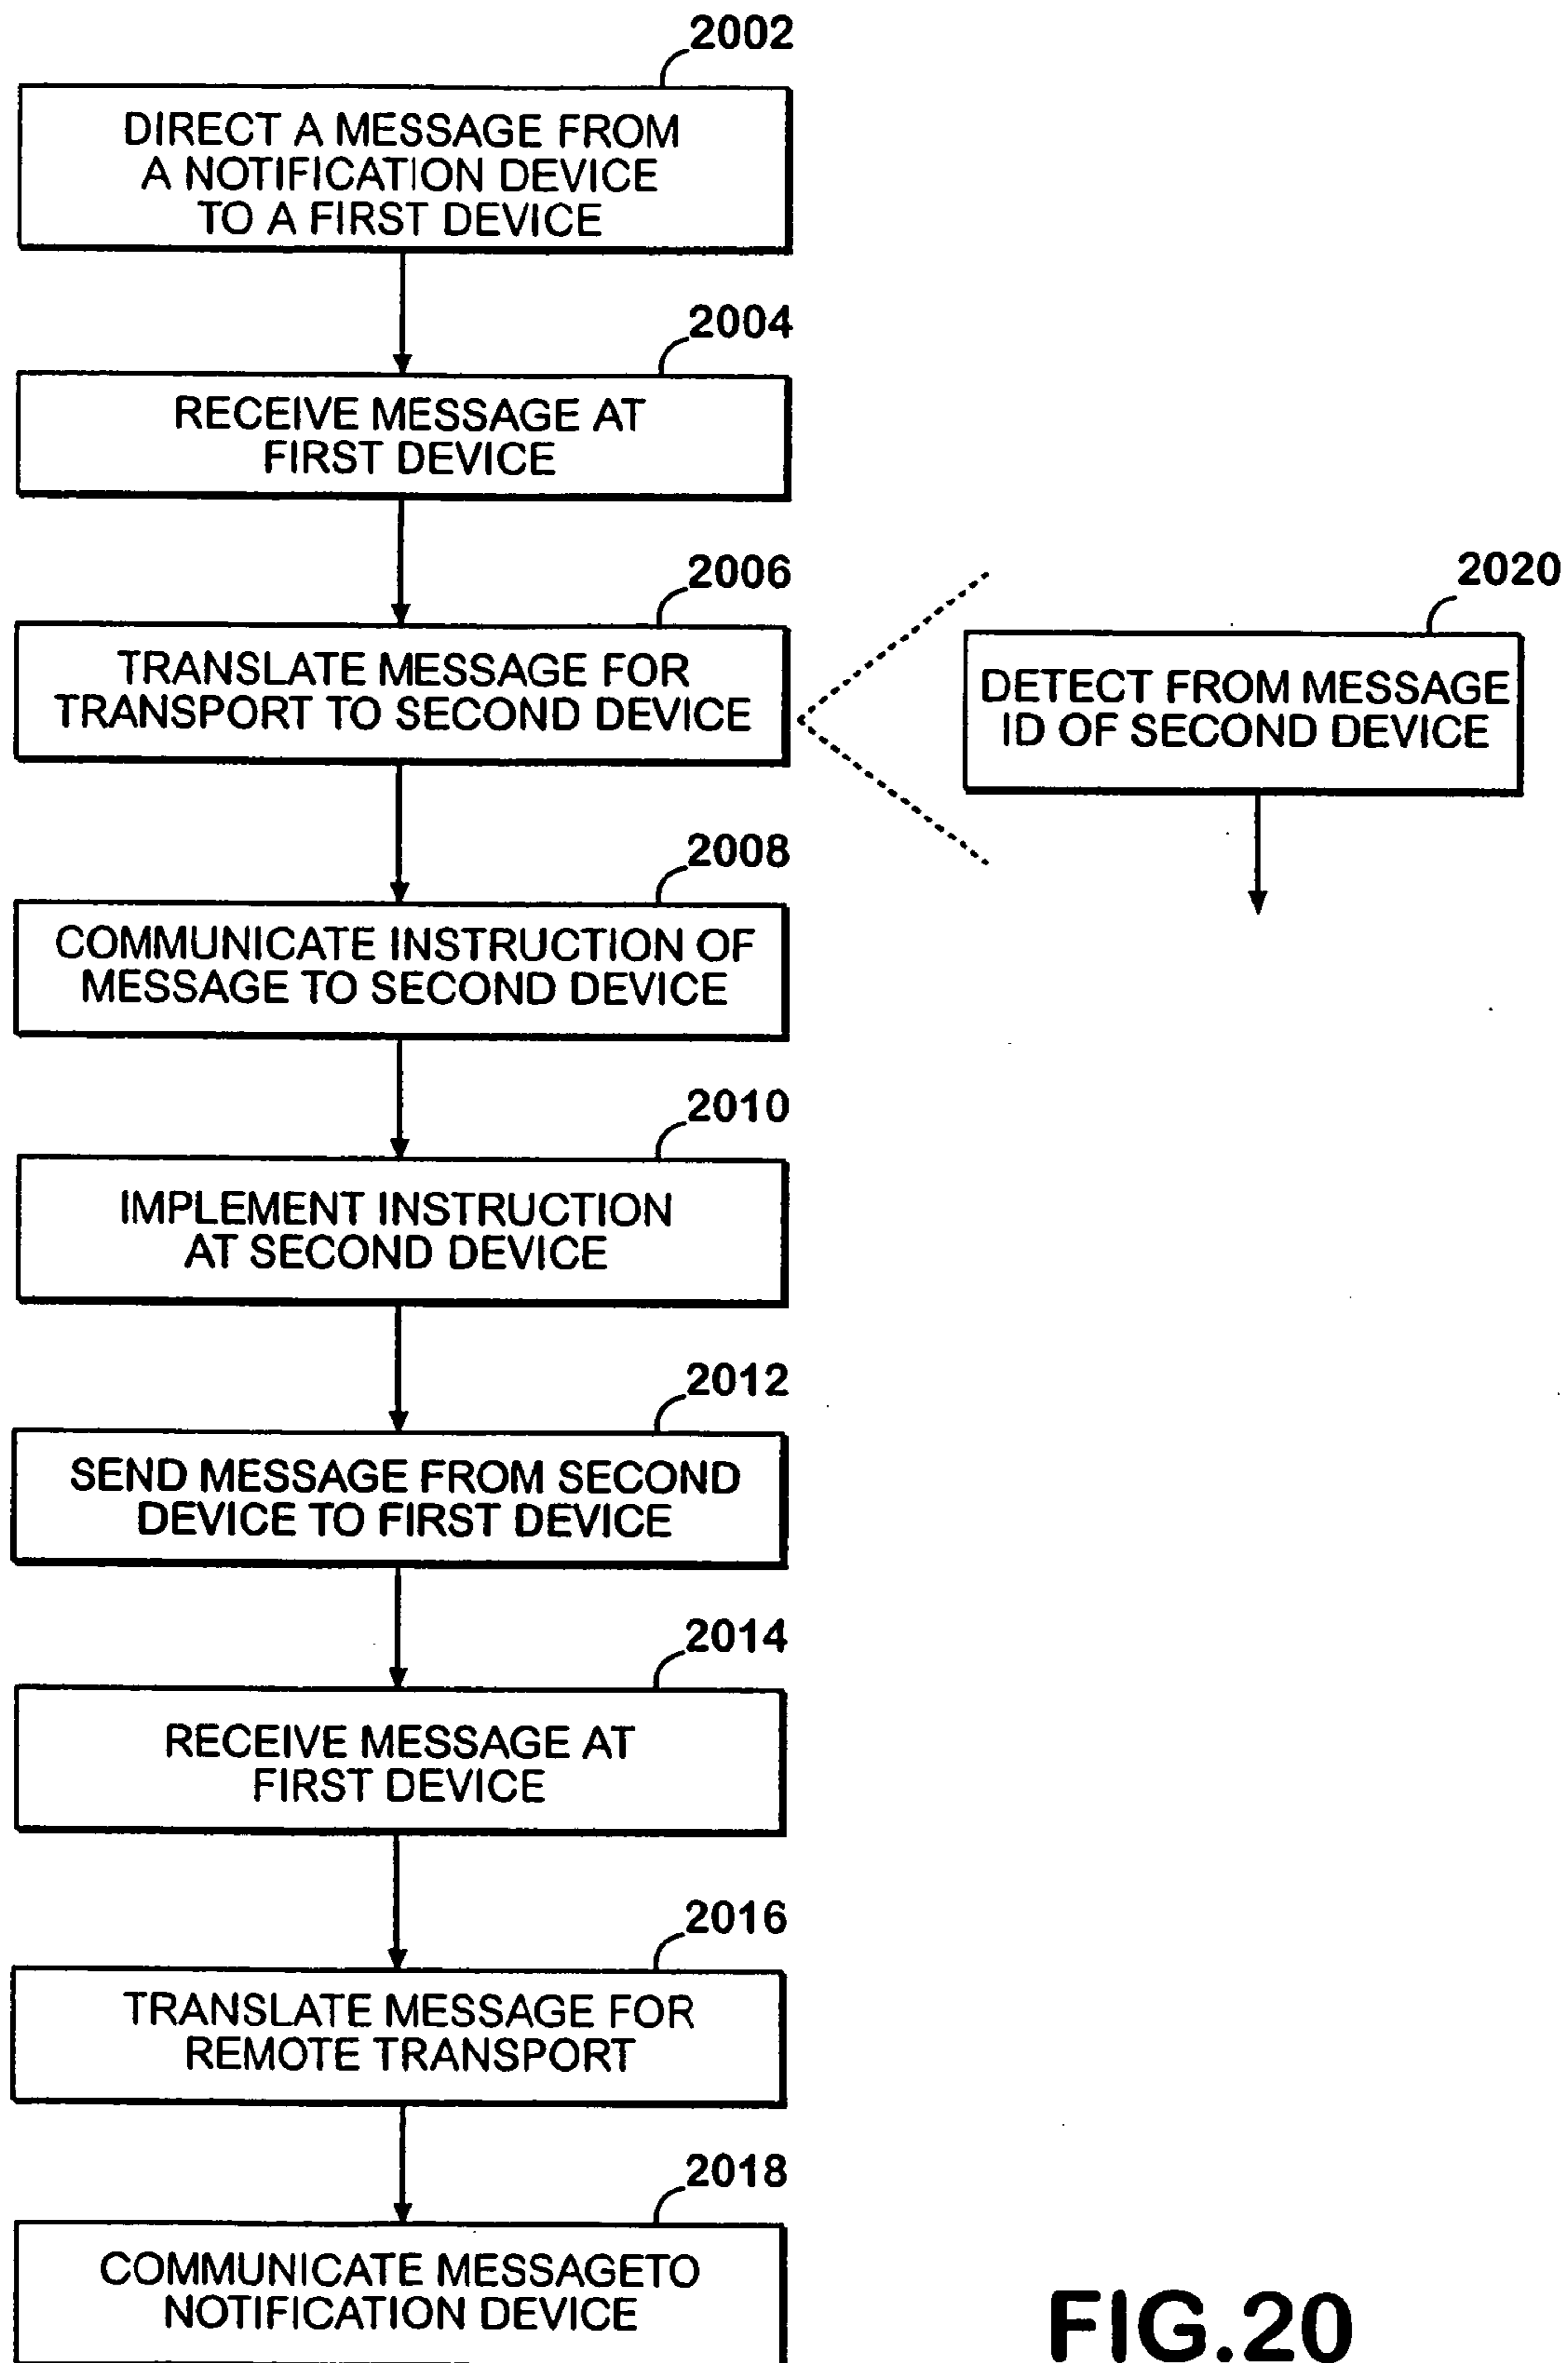 2002
DIRECT A MESSAGE FROM
A NOTIFICATION DEVICE
TO A FIRST DEVICE
2004
RECEIVE MESSAGE AT
FIRST DEVICE
2006
TRANSLATE MESSAGE FOR
TRANSPORT TO SECOND DEVICE
2020
DETECT FROM MESSAGE
ID OF SECOND DEVICE
2008
COMMUNICATE INSTRUCTION OF
MESSAGE TO SECOND DEVICE
2010
IMPLEMENT INSTRUCTION
AT SECOND DEVICE
2012
SEND MESSAGE FROM SECOND
DEVICE TO FIRST DEVICE
2014
RECEIVE MESSAGE AT
FIRST DEVICE
2016
TRANSLATE MESSAGE FOR
REMOTE TRANSPORT
2018
COMMUNICATE MESSAGETO
NOTIFICATION DEVICE
FIG.20